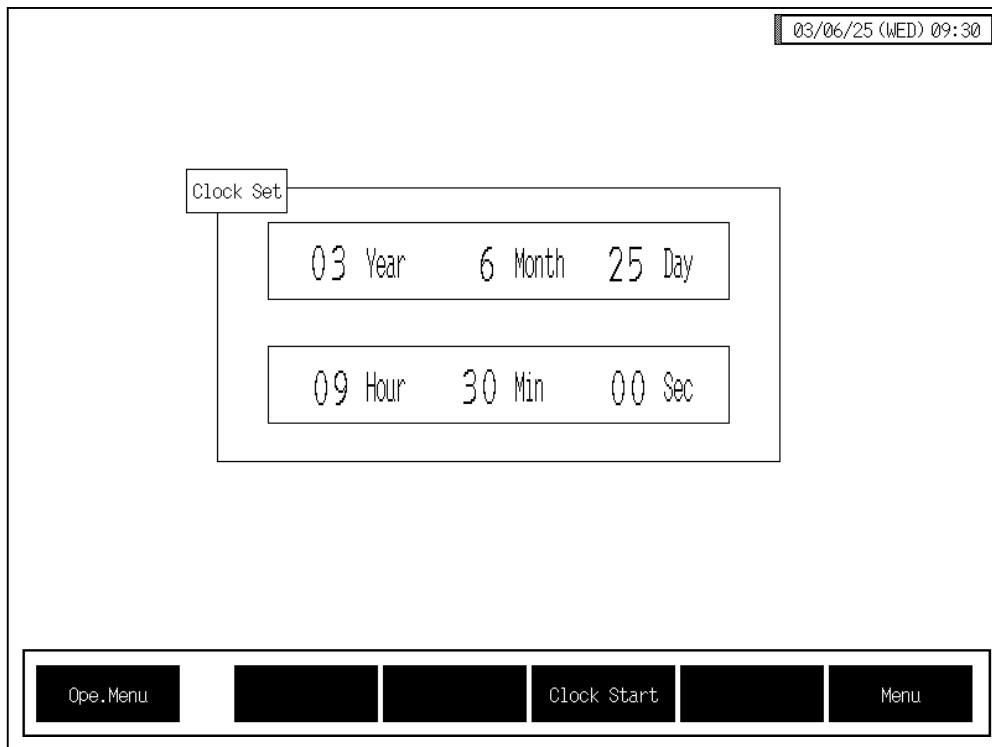 03/06/25 (WED) 09:30
Clock Set
03 Year 6 Month 25 Day
09 Hour 30 Min 00 Sec
Ope.Menu Clock Start Menu